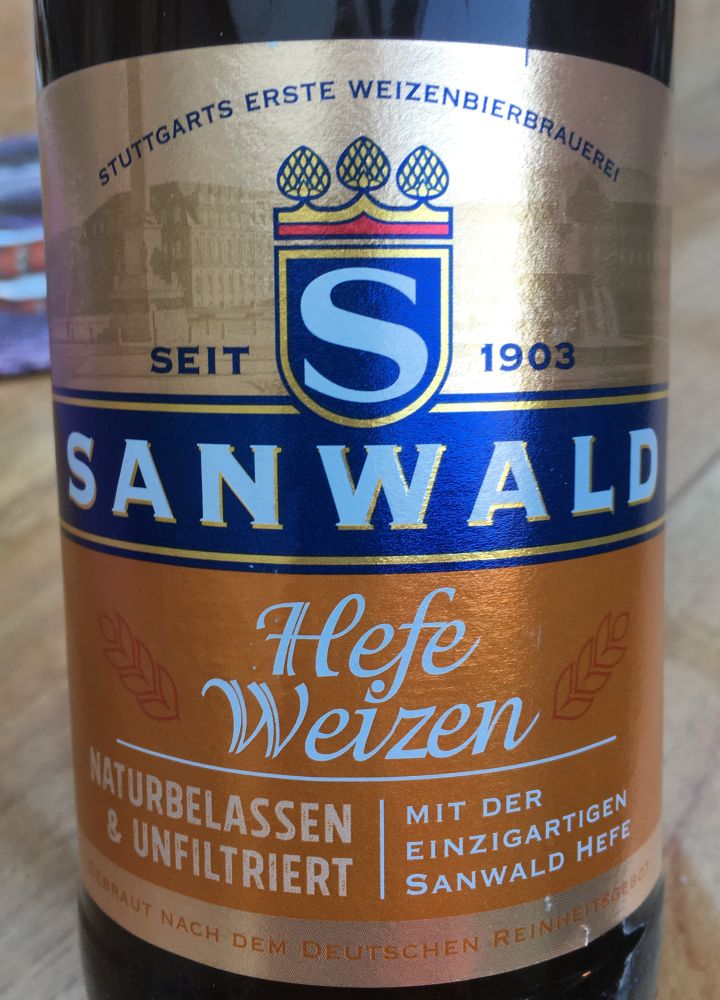 STUTTGARTS ERSTE WEIZENBIERBRAUEREI
S
SEIT 1903
SANWALD
Hefe
Weizen
NATURBELASSEN
& UNFILTRIERT
MIT DER
EINZIGARTIGEN
SANWALD HEFE
GEBRAUT NACH DEM DEUTSCHEN REINHEITSGEBOT